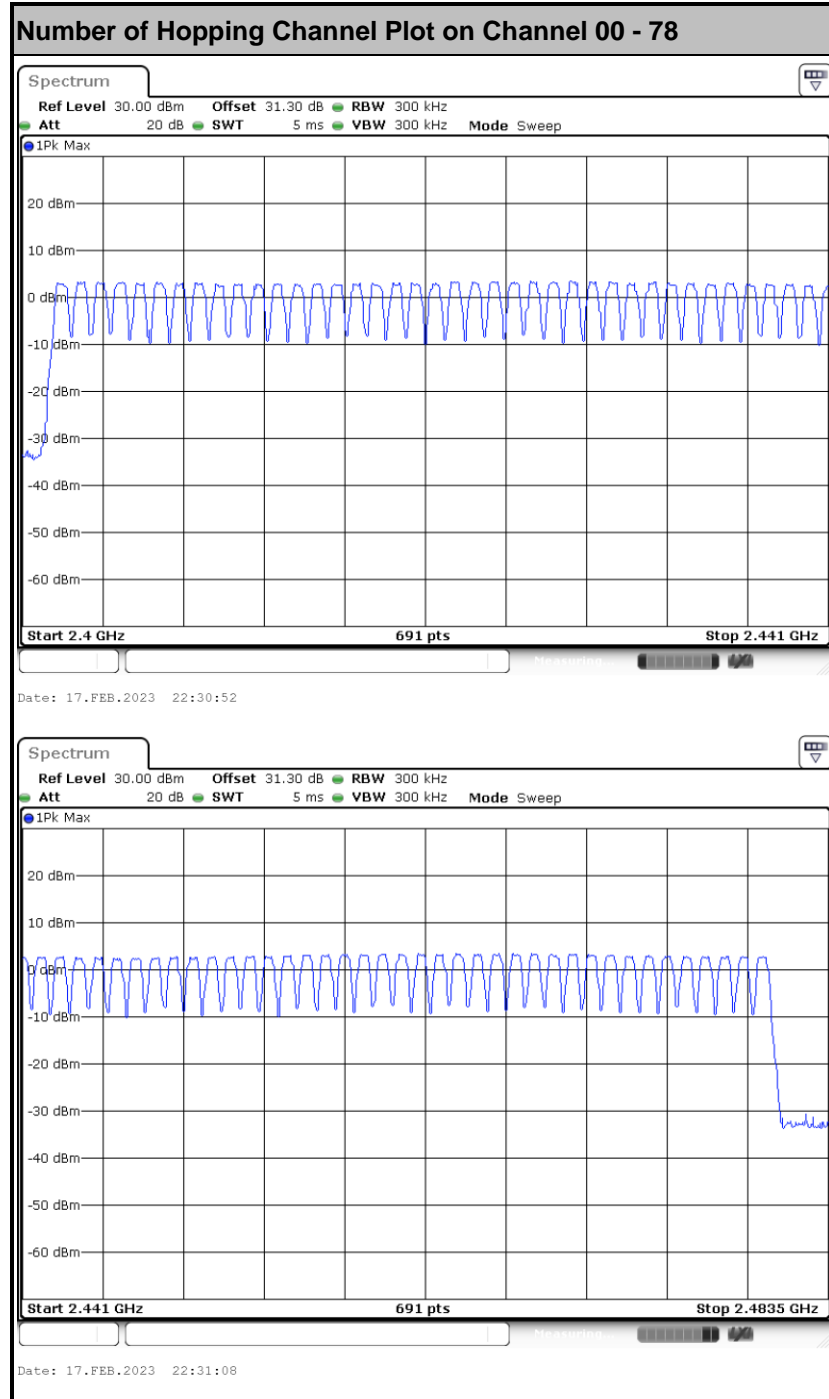 Number of Hopping Channel Plot on Channel 00 - 78
Spectrum
Ref Level 30.00 dBm Offset 31.30 dB RBW 300 kHz
Att 20 dB SWT 5 ms VBW 300 kHz Mode Sweep
1Pk Max
20 dBm
10 dBm
0 dBm
-10 dBm
-20 dBm
-30 dBm
-40 dBm
-50 dBm
-60 dBm
Start 2.4 GHz 691 pts Stop 2.441 GHz
Measuring...
Date: 17.FEB.2023 22:30:52
Spectrum
Ref Level 30.00 dBm Offset 31.30 dB RBW 300 kHz
Att 20 dB SWT 5 ms VBW 300 kHz Mode Sweep
1Pk Max
20 dBm
10 dBm
0 dBm
-10 dBm
-20 dBm
-30 dBm
-40 dBm
-50 dBm
-60 dBm
Start 2.441 GHz 691 pts Stop 2.4835 GHz
Measuring...
Date: 17.FEB.2023 22:31:08